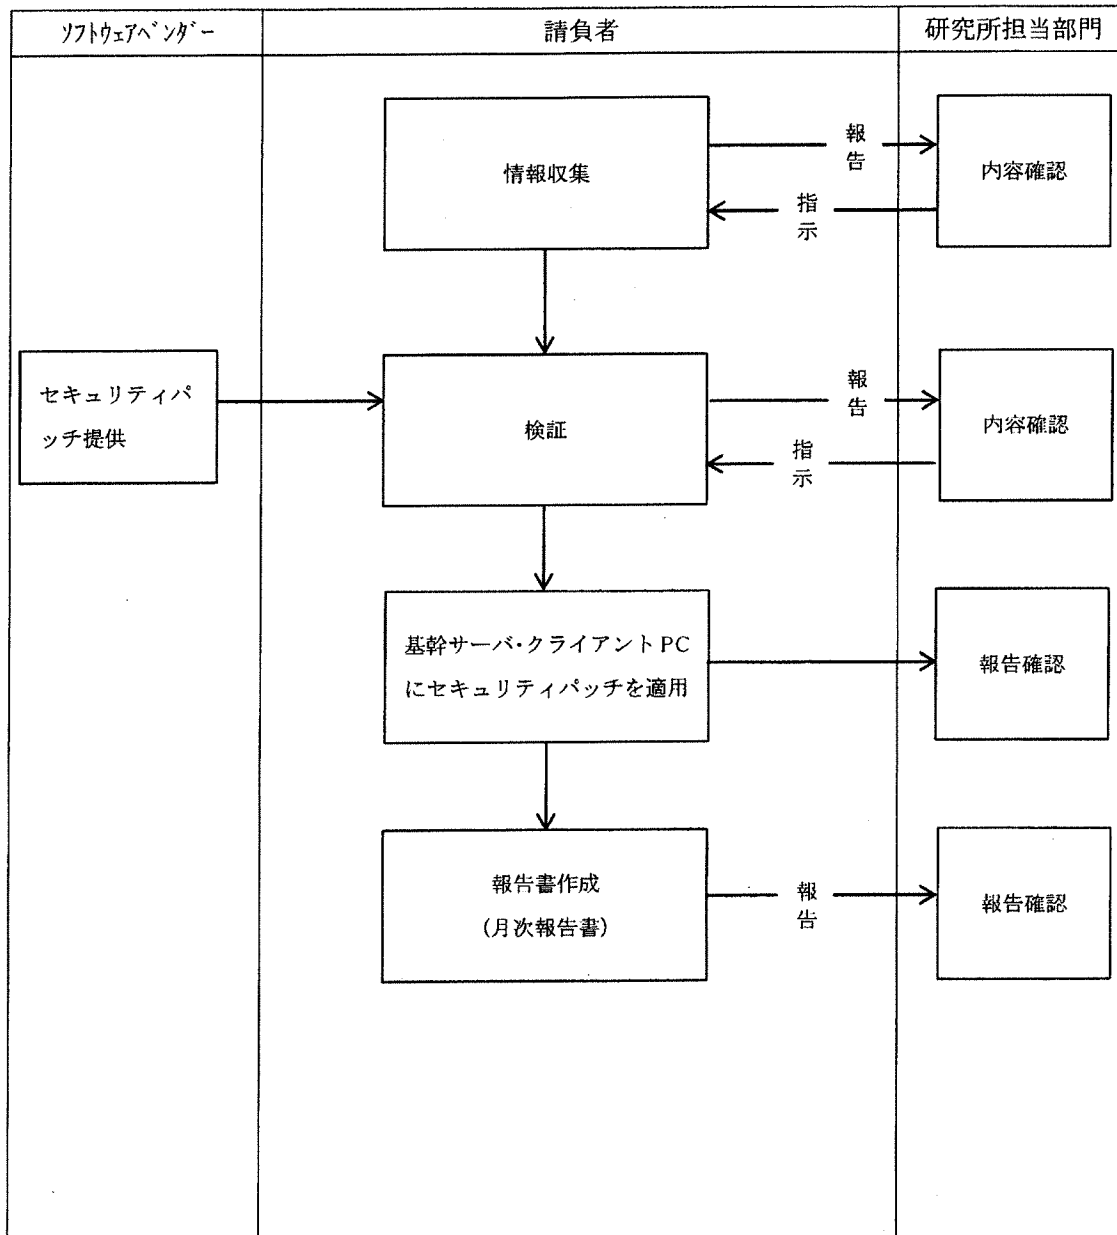 ソフトウェアベンダー
請負者
研究所担当部門
情報収集
報告
指示
内容確認
セキュリティパ
ッチ提供
検証
報告
指示
内容確認
基幹サーバ・クライアントPC
にセキュリティパッチを適用
報告確認
報告書作成
(月次報告書)
報告
報告確認